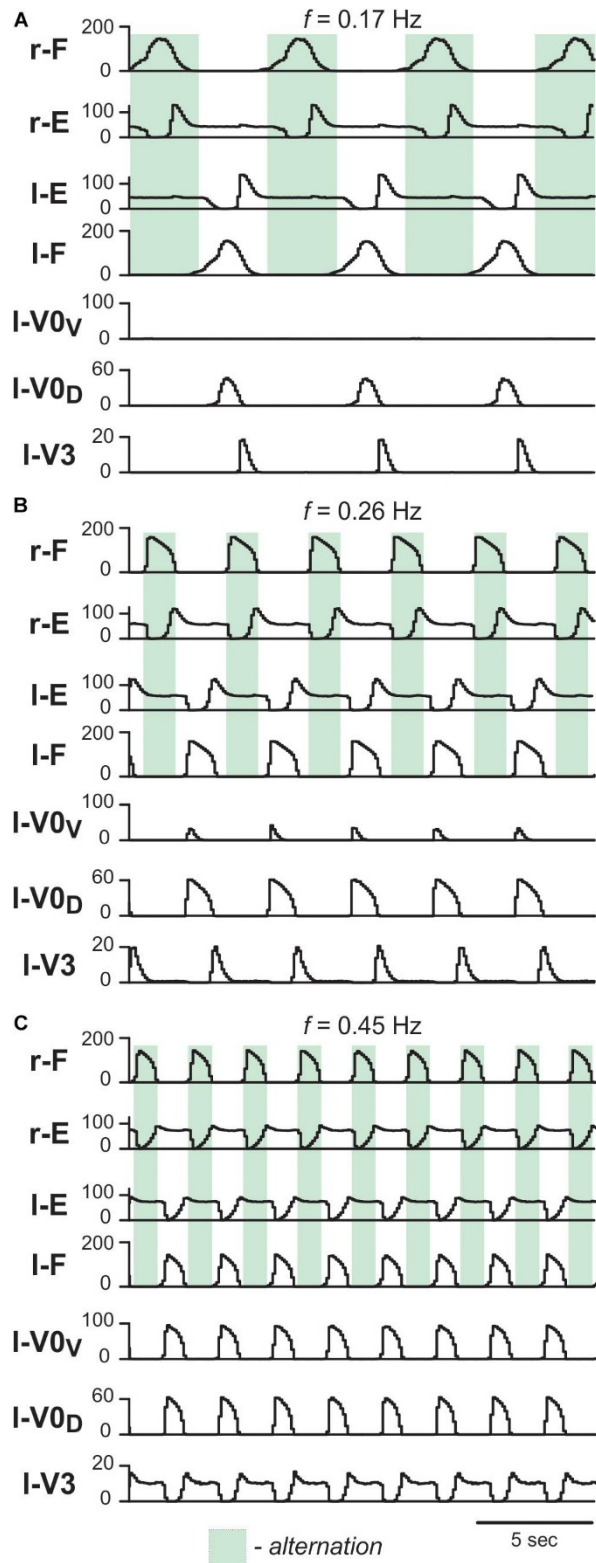 A
f = 0.17 Hz
r-F 200 0
r-E 100 0
l-E 100 0
l-F 200 0
l-V0V 100 0
l-V0D 60 0
l-V3 20 0
B
f = 0.26 Hz
r-F 200 0
r-E 100 0
l-E 100 0
l-F 200 0
l-V0V 100 0
l-V0D 60 0
l-V3 20 0
C
f = 0.45 Hz
r-F 200 0
r-E 100 0
l-E 100 0
l-F 200 0
l-V0V 100 0
l-V0D 60 0
l-V3 20 0
- alternation
5 sec